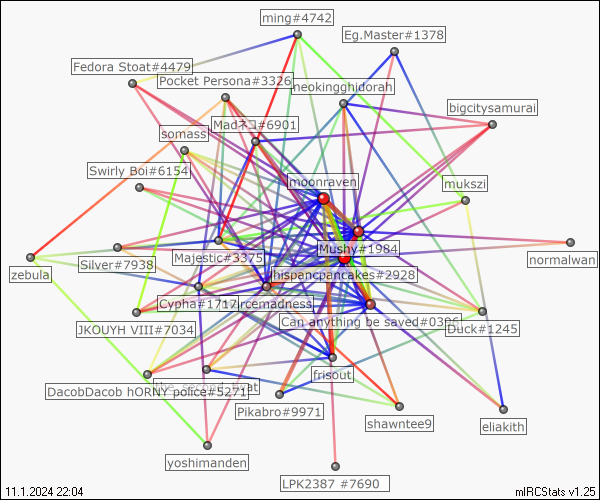 ming#4742
Eg.Master#1378
Fedora Stoat#4479
Pocket Persona#3326
neokingghidorah
bigcitysamurai
Madネコ#6901
somass
Swirly Boi#6154
moonraven
mukszi
Mushy#1984
Majestic#3375
normalwan
zebula
Silver#7938
hispancpancakes#2928
Cypha#1717
rcemadness
JKOUYH VIII#7034
Can anything be saved#0306
Duck#1245
frisout
DacobDacob hORNY police#5271
Pikabro#9971
shawntee9
eliakith
yoshimanden
LPK2387 #7690
11.1.2024 22:04
mIRCStats v1.25